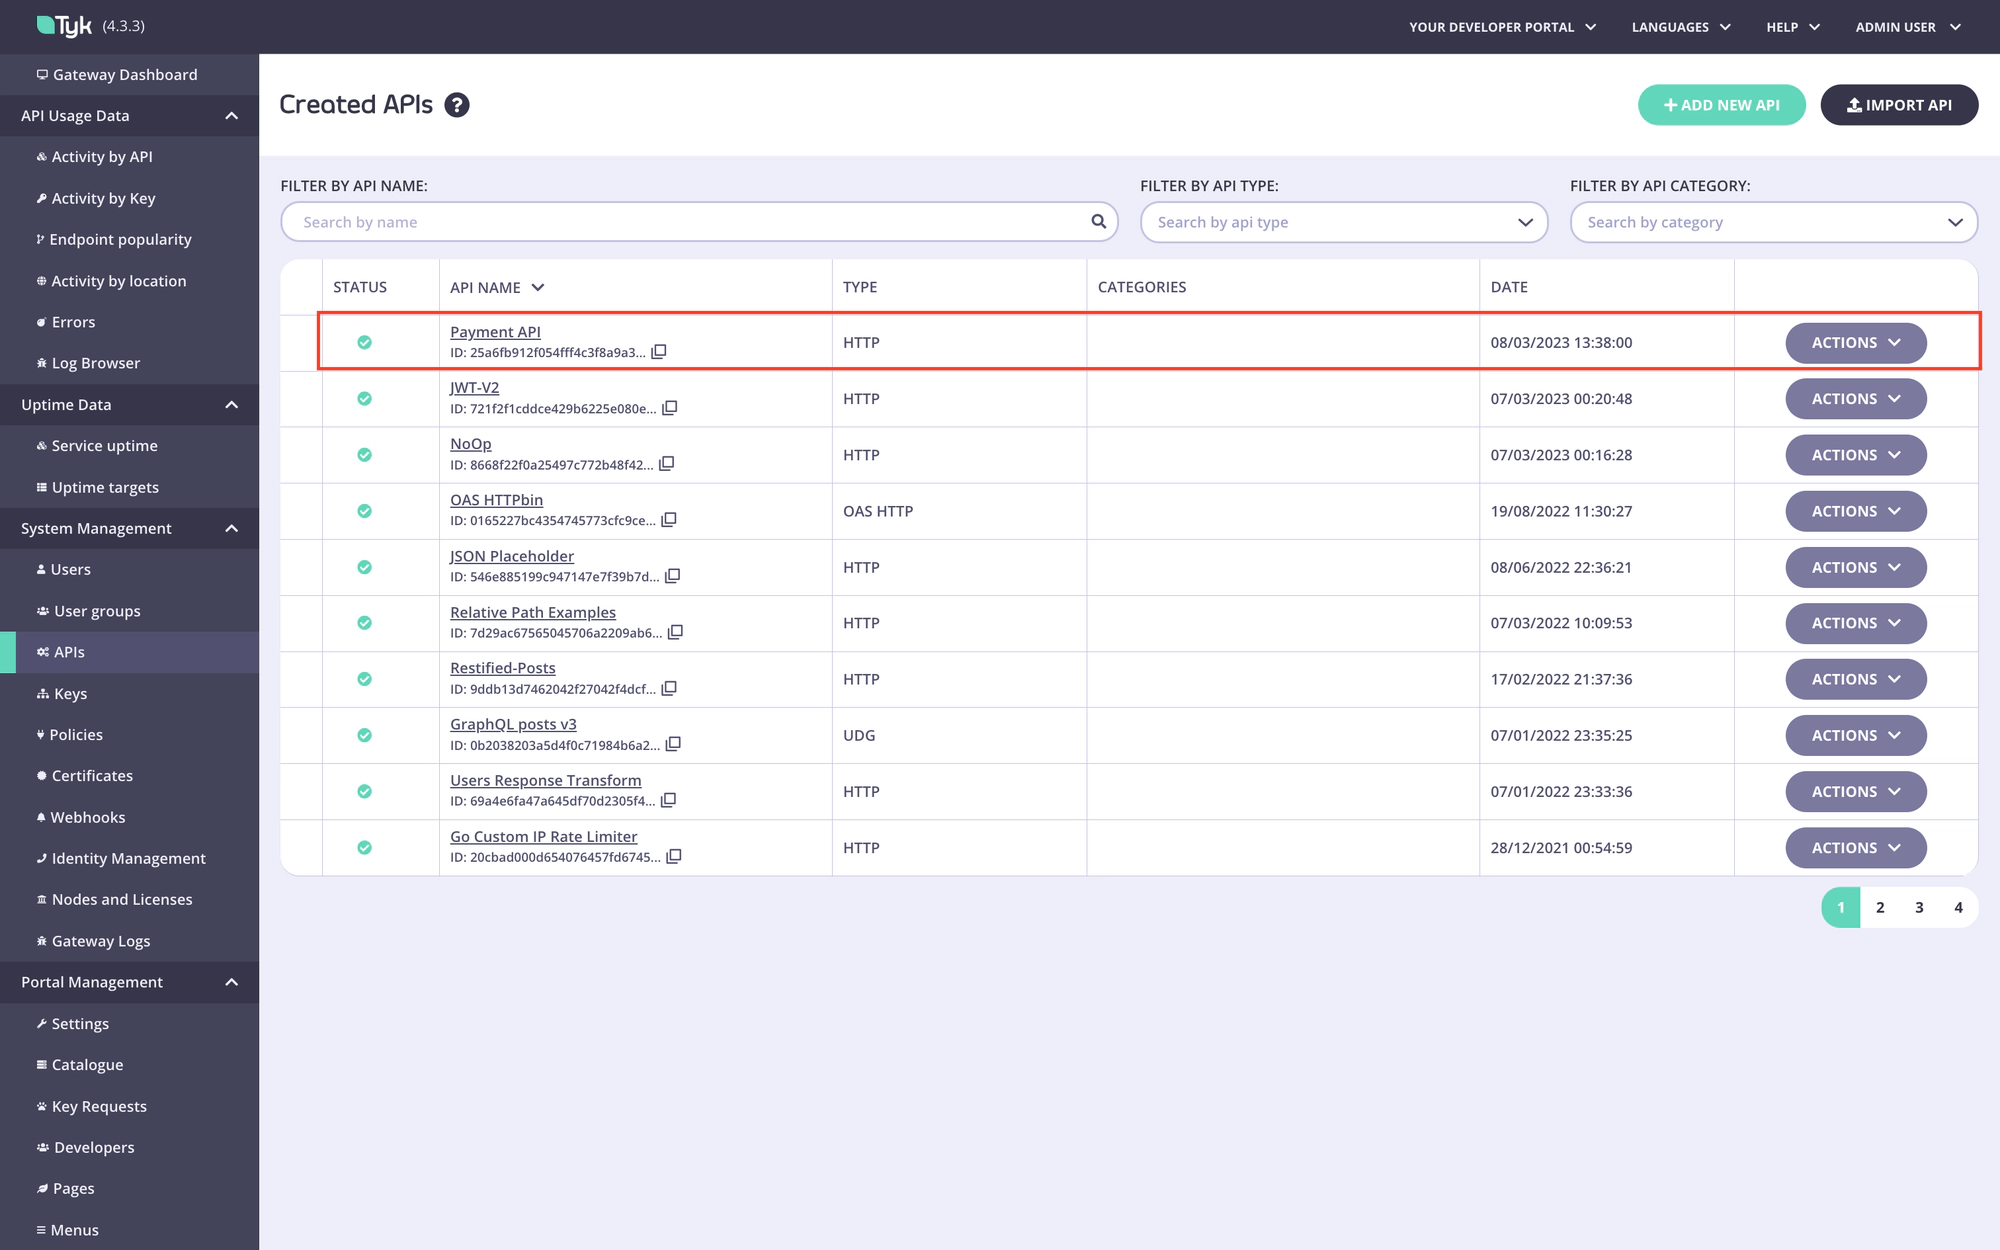 Tyk (4.3.3)
YOUR DEVELOPER PORTAL LANGUAGES HELP ADMIN USER
Gateway Dashboard
API Usage Data
Activity by API
Activity by Key
Endpoint popularity
Activity by location
Errors
Log Browser
Uptime Data
Service uptime
Uptime targets
System Management
Users
User groups
APIs
Keys
Policies
Certificates
Webhooks
Identity Management
Nodes and Licenses
Gateway Logs
Portal Management
Settings
Catalogue
Key Requests
Developers
Pages
Menus
Created APIs ?
+ ADD NEW API IMPORT API
FILTER BY API NAME: FILTER BY API TYPE: FILTER BY API CATEGORY:
Search by name Search by api type Search by category
STATUS API NAME TYPE CATEGORIES DATE
Payment API
ID: 25a6fb912f054fff4c3f8a9a3... HTTP 08/03/2023 13:38:00 ACTIONS
JWT-V2
ID: 721f2f1cddce429b6225e080e... HTTP 07/03/2023 00:20:48 ACTIONS
NoOp
ID: 8668f22f0a25497c772b48f42... HTTP 07/03/2023 00:16:28 ACTIONS
OAS HTTPbin
ID: 0165227bc4354745773cfc9ce... OAS HTTP 19/08/2022 11:30:27 ACTIONS
JSON Placeholder
ID: 546e885199c947147e7f39b7d... HTTP 08/06/2022 22:36:21 ACTIONS
Relative Path Examples
ID: 7d29ac67565045706a2209ab6... HTTP 07/03/2022 10:09:53 ACTIONS
Restified-Posts
ID: 9ddb13d7462042f27042f4dcf... HTTP 17/02/2022 21:37:36 ACTIONS
GraphQL posts v3
ID: 0b2038203a5d4f0c71984b6a2... UDG 07/01/2022 23:35:25 ACTIONS
Users Response Transform
ID: 69a4e6fa47a645df70d2305f4... HTTP 07/01/2022 23:33:36 ACTIONS
Go Custom IP Rate Limiter
ID: 20cbad000d654076457fd6745... HTTP 28/12/2021 00:54:59 ACTIONS
1 2 3 4